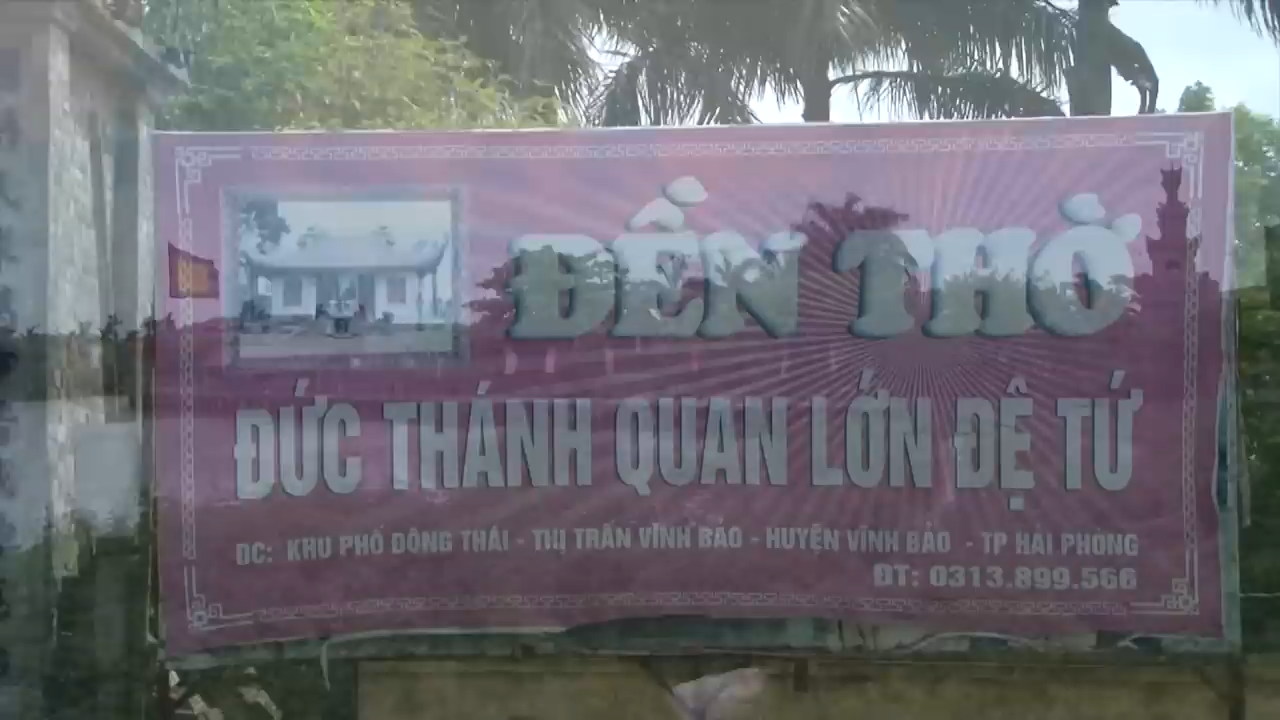 ĐỀN THỜ
ĐỨC THÁNH QUAN LỚN ĐỆ TỨ
ĐC: KHU PHỐ ĐÔNG THÁI - THỊ TRẤN VĨNH BẢO - HUYỆN VĨNH BẢO - TP HẢI PHÒNG
ĐT: 0313.899.566